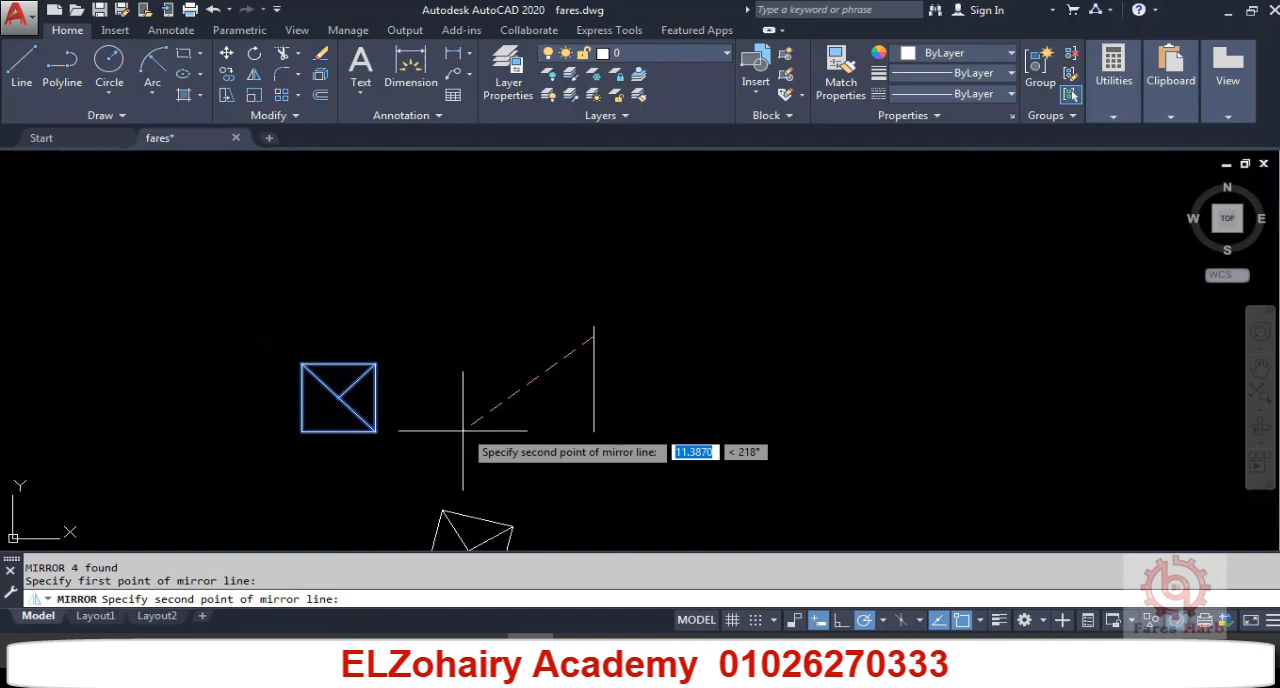 Autodesk AutoCAD 2020 fares.dwg
Type a keyword or phrase
Sign In
Home Insert Annotate Parametric View Manage Output Add-ins Collaborate Express Tools Featured Apps
0
ByLayer
ByLayer
ByLayer
Line Polyline Circle Arc
Text Dimension
Layer Properties
Insert
Match Properties
Group
Utilities
Clipboard
View
Draw Modify Annotation Layers Block Properties Groups
Start fares*
N
W TOP E
S
WCS
Specify second point of mirror line: 11.3870 < 218°
Y
X
MIRROR 4 found
Specify first point of mirror line:
MIRROR Specify second point of mirror line:
Model Layout1 Layout2 +
MODEL
Fares Harb
ELZohairy Academy 01026270333